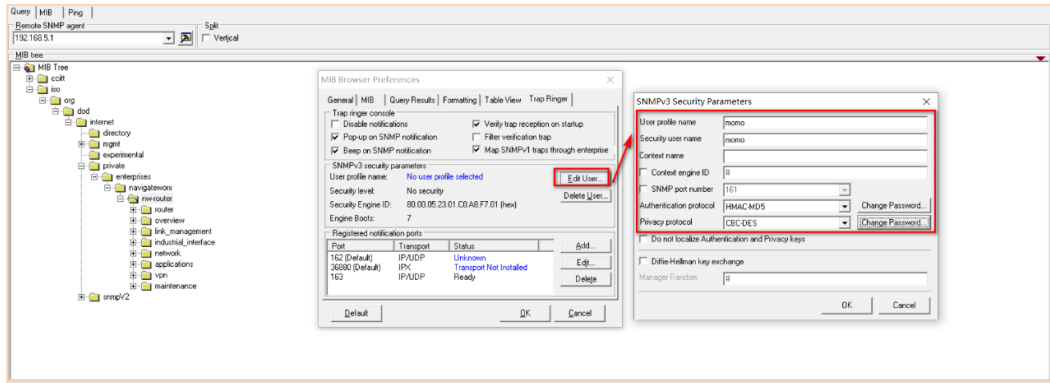 Query MIB Ping
Remote SNMP agent
192.168.5.1
Split
Vertical
MIB tree
MIB Tree
ccitt
iso
org
dod
internet
directory
mgmt
experimental
private
enterprises
navigateworx
nw-router
router
overview
link_management
industrial_interface
network
applications
vpn
maintenance
snmpV2
MIB Browser Preferences
General MIB Query Results Formatting Table View Trap Ringer
Trap ringer console
Disable notifications Verify trap reception on startup
Pop-up on SNMP notification Filter verification trap
Beep on SNMP notification Map SNMPv1 traps through enterprise
SNMPv3 security parameters
User profile name: No user profile selected Edit User...
Security level: No security Delete User...
Security Engine ID: 80.00.05.23.01.C0.A8.F7.01 (hex)
Engine Boots: 7
Registered notification ports
Port Transport Status Add...
162 (Default) IP/UDP Unknown
36880 (Default) IPX Transport Not Installed Edit...
163 IP/UDP Ready Delete
Default OK Cancel
SNMPv3 Security Parameters
User profile name momo
Security user name momo
Context name
Context engine ID #
SNMP port number 161
Authentication protocol HMAC-MD5 Change Password...
Privacy protocol CBC-DES Change Password...
Do not localize Authentication and Privacy keys
Diffie-Hellman key exchange
Manager Random #
OK Cancel